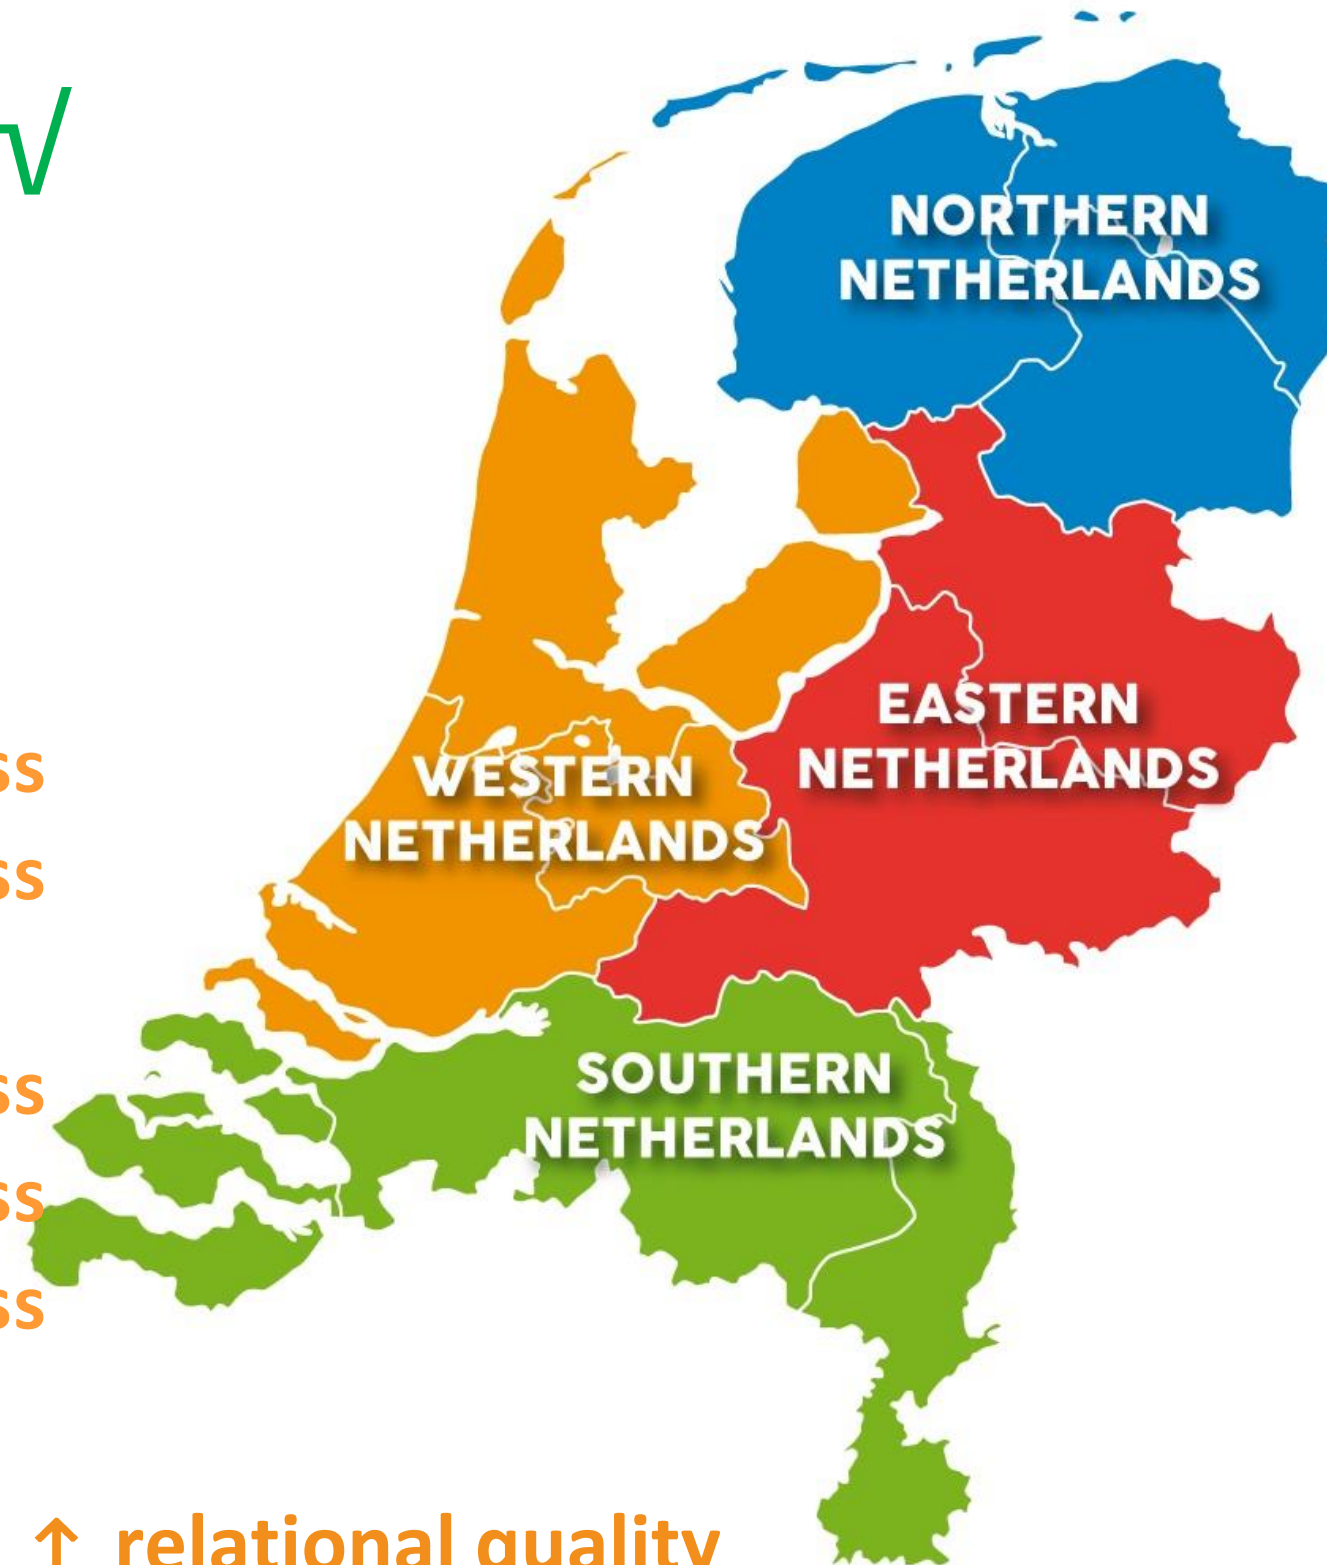 √
NORTHERN
NETHERLANDS
EASTERN
NETHERLANDS
WESTERN
NETHERLANDS
ss
ss
SOUTHERN
NETHERLANDS
ss
ss
ss
↑ relational quality